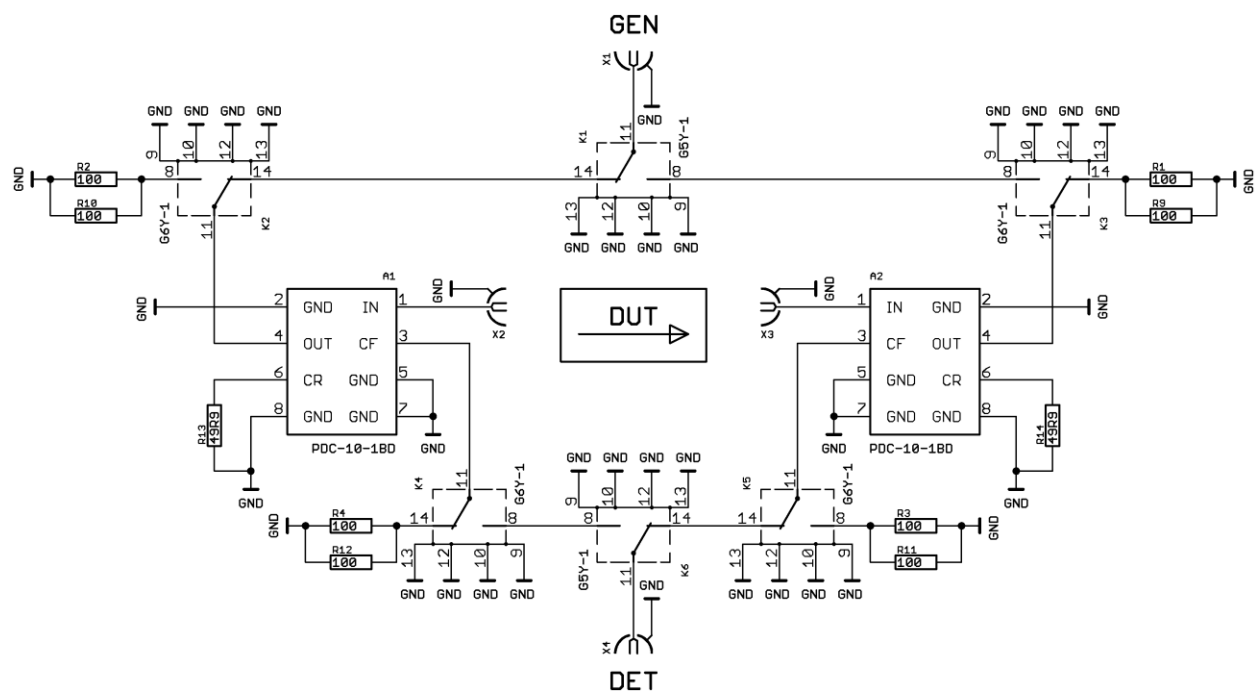 GEN
X1
GND
GND GND GND GND
9 10 12 13
R2
100
R10
100
GND
8 14
G6Y-1
K2
11
K1
11
G5Y-1
14 8
13 12 10 9
GND GND GND GND
GND GND GND GND
9 10 12 13
8 14
G6Y-1
K3
11
R1
100
R9
100
GND
A1
GND
2 GND IN 1
4 OUT CF 3
6 CR GND 5
8 GND GND 7
PDC-10-1BD
R13
49R9
GND
GND
GND
X2
DUT
GND
X3
A2
1 IN GND 2
3 CF OUT 4
5 GND CR 6
7 GND GND 8
PDC-10-1BD
GND
GND
R14
49R9
GND
K4
11
G6Y-1
GND
R4
100
R12
100
14 8
13 12 10 9
GND GND GND GND
GND GND GND GND
9 10 12 13
8 14
G5Y-1
11
K6
GND
K5
11
G6Y-1
14 8
13 12 10 9
GND GND GND GND
R3
100
R11
100
GND
X4
DET